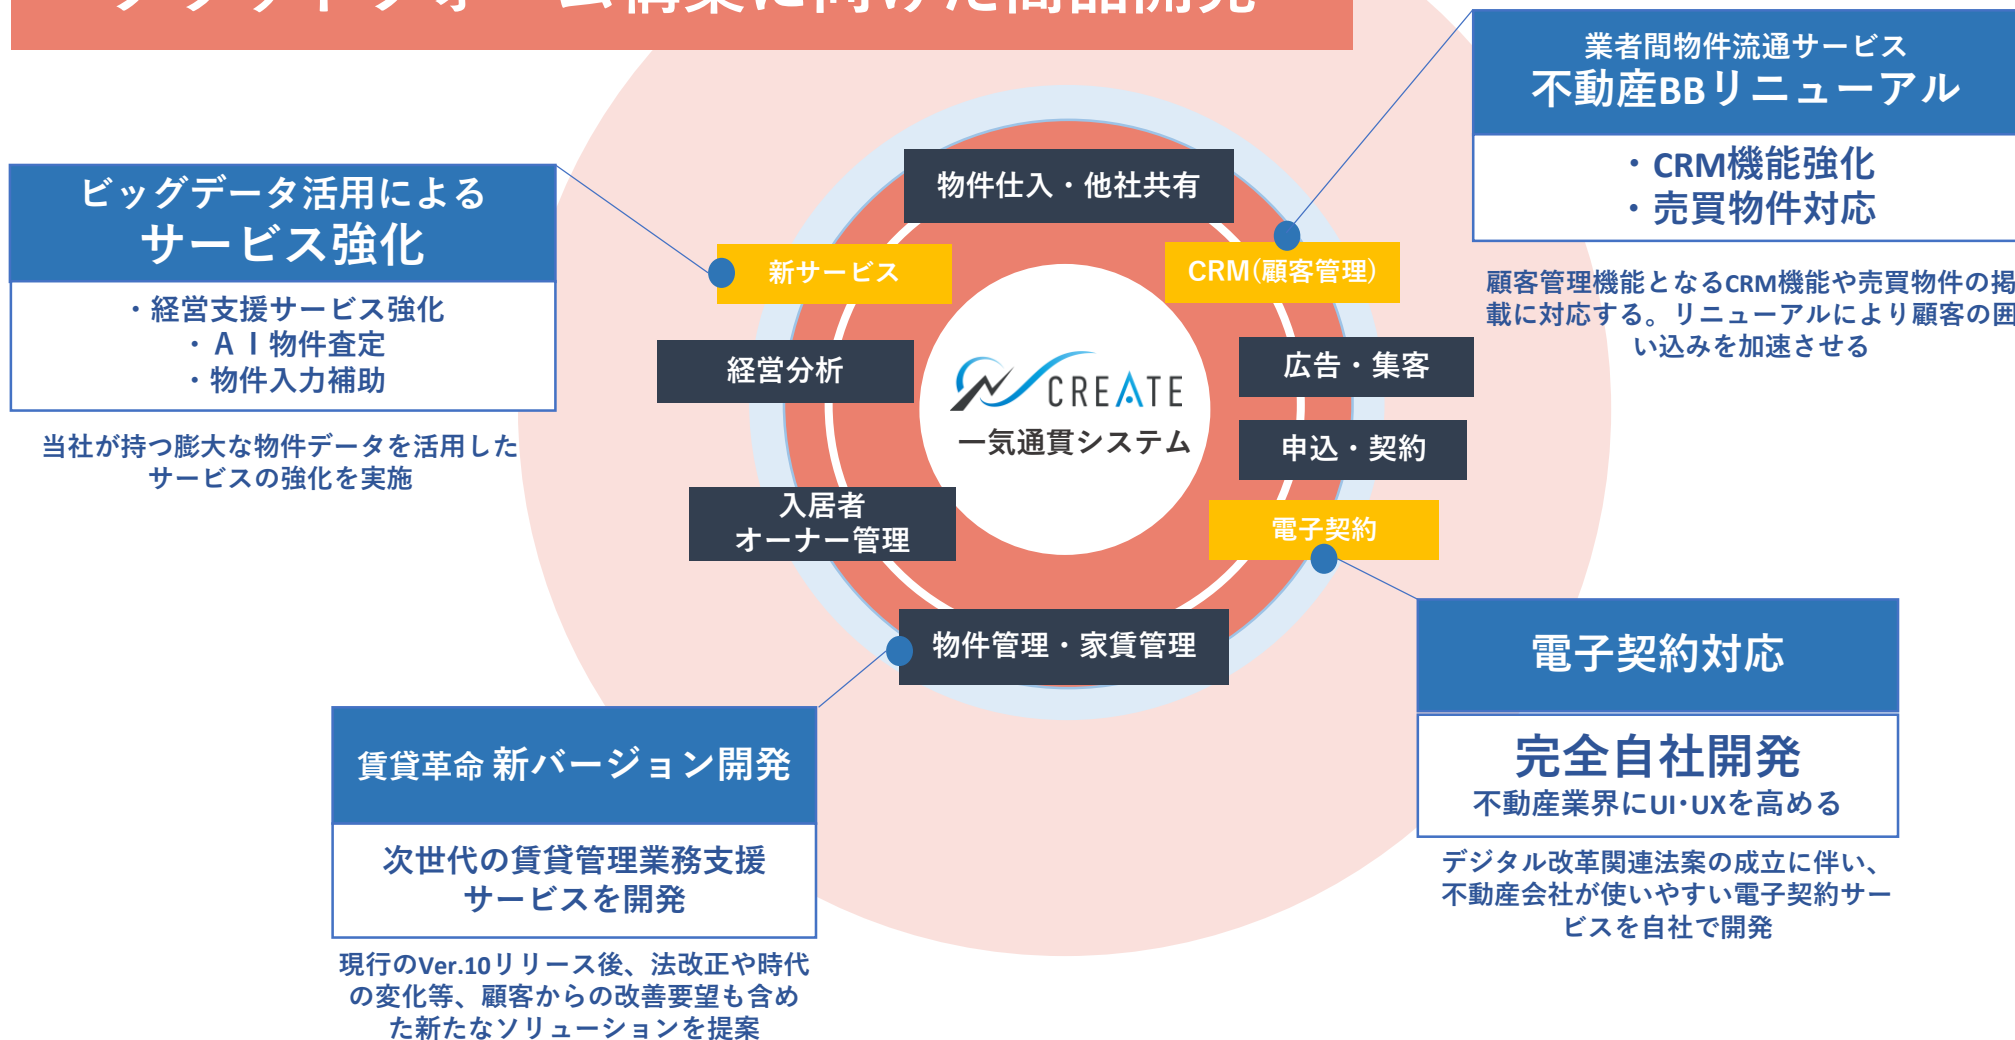 プラットフォーム構築に向けた商品開発
業者間物件流通サービス
不動産BBリニューアル
・CRM機能強化
・売買物件対応
顧客管理機能となるCRM機能や売買物件の掲
載に対応する。リニューアルにより顧客の囲
い込みを加速させる
ビッグデータ活用による
サービス強化
・経営支援サービス強化
・ＡＩ物件査定
・物件入力補助
当社が持つ膨大な物件データを活用した
サービスの強化を実施
物件仕入・他社共有
新サービス
CRM(顧客管理)
経営分析
広告・集客
CREATE
一気通貫システム
申込・契約
入居者
オーナー管理
電子契約
物件管理・家賃管理
賃貸革命 新バージョン開発
次世代の賃貸管理業務支援
サービスを開発
現行のVer.10リリース後、法改正や時代
の変化等、顧客からの改善要望も含め
た新たなソリューションを提案
電子契約対応
完全自社開発
不動産業界にUI･UXを高める
デジタル改革関連法案の成立に伴い、
不動産会社が使いやすい電子契約サー
ビスを自社で開発